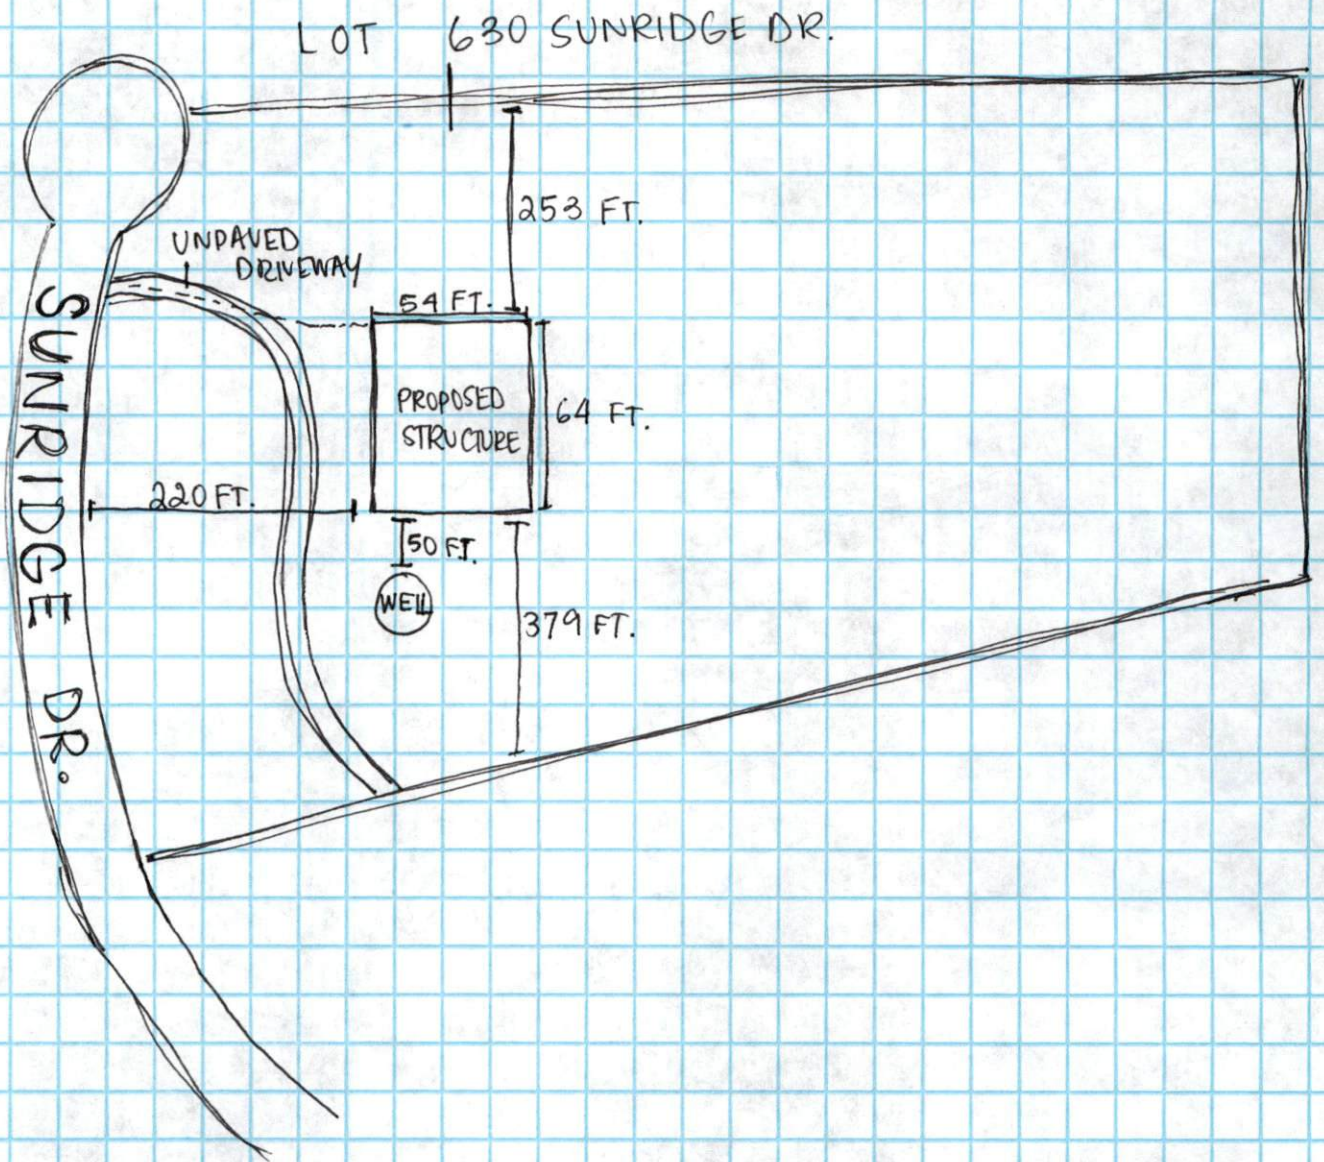 LOT 630 SUNRIDGE DR.
253 FT.
UNPAVED
DRIVEWAY
54 FT.
PROPOSED
STRUCTURE
64 FT.
220 FT.
50 FT.
WELL
379 FT.
SUNRIDGE DR.